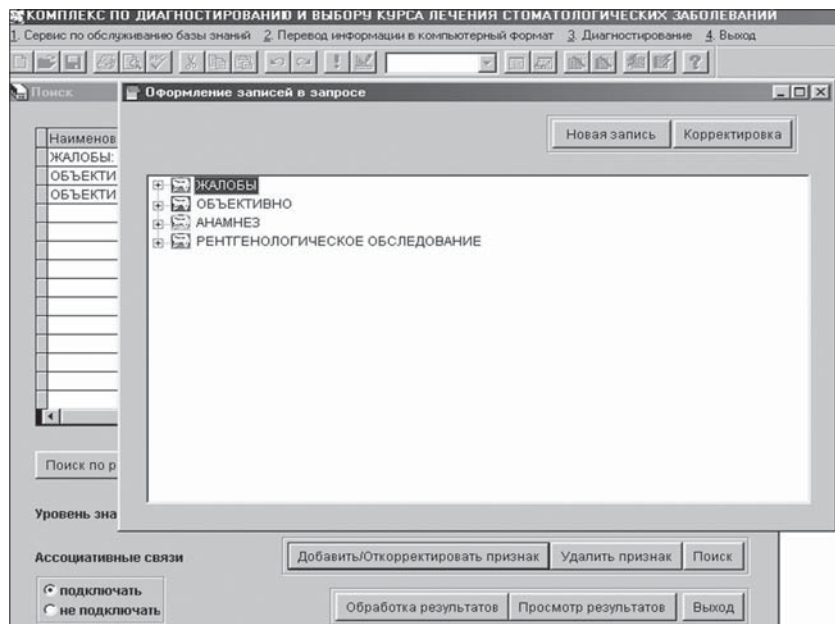 КОМПЛЕКС ПО ДИАГНОСТИРОВАНИЮ И ВЫБОРУ КУРСА ЛЕЧЕНИЯ СТОМАТОЛОГИЧЕСКИХ ЗАБОЛЕВАНИЙ
1. Сервис по обслуживанию базы знаний 2. Перевод информации в компьютерный формат 3. Диагностирование 4. Выход
Поиск
Оформление записей в запросе
Новая запись Корректировка
Наименов
ЖАЛОБЫ:
ОБЪЕКТИ
ОБЪЕКТИ
ЖАЛОБЫ
ОБЪЕКТИВНО
АНАМНЕЗ
РЕНТГЕНОЛОГИЧЕСКОЕ ОБСЛЕДОВАНИЕ
Поиск по р
Уровень зна
Ассоциативные связи
Добавить/Откорректировать признак Удалить признак Поиск
подключать
не подключать
Обработка результатов Просмотр результатов Выход